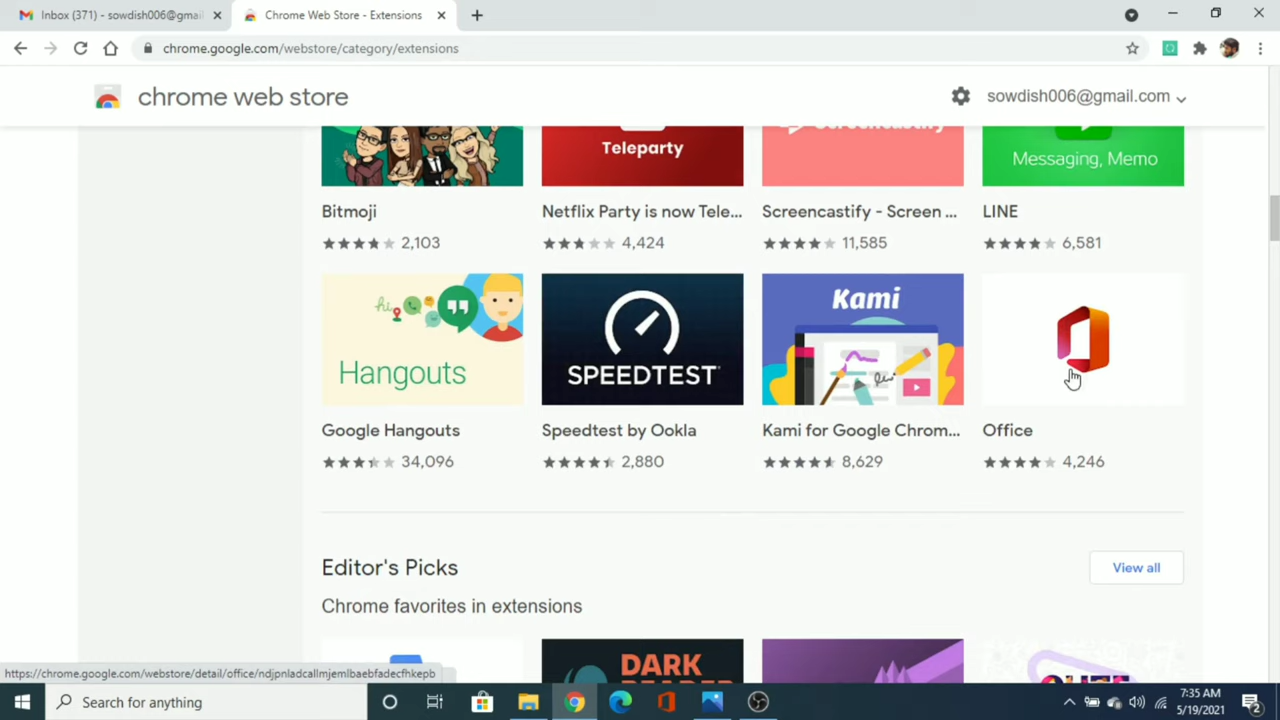 Inbox (371) - sowdish006@gmai
Chrome Web Store - Extensions
chrome.google.com/webstore/category/extensions
chrome web store
sowdish006@gmail.com
Teleparty
Screencastify
Messaging, Memo
Bitmoji
Netflix Party is now Tele...
Screencastify - Screen ...
LINE
2,103
4,424
11,585
6,581
hi
Hangouts
SPEEDTEST
Kami
Google Hangouts
Speedtest by Ookla
Kami for Google Chrom...
Office
34,096
2,880
8,629
4,246
Editor's Picks
View all
Chrome favorites in extensions
DARK
https://chrome.google.com/webstore/detail/office/ndjpnladcallmjemlbaebfadecfhkepb
Search for anything
7:35 AM
5/19/2021
2